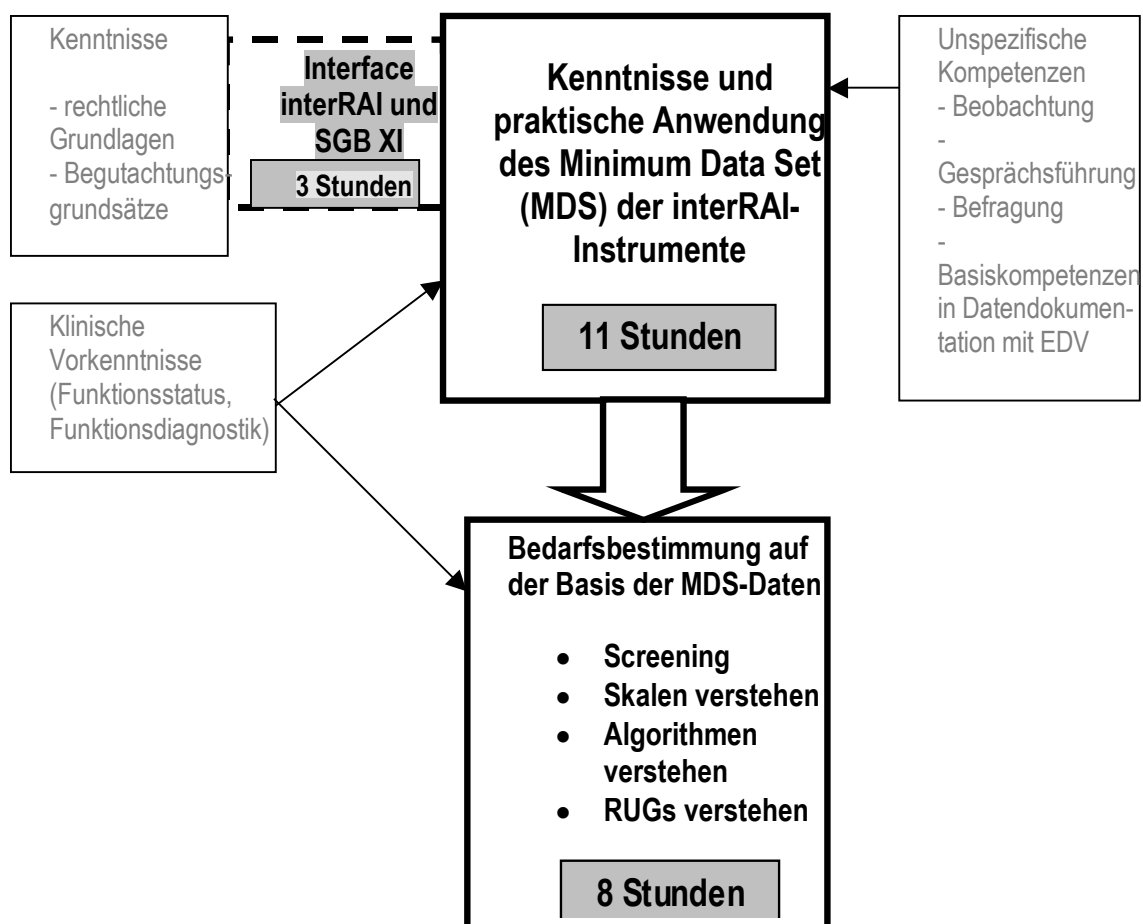 Kenntnisse
- rechtliche
Grundlagen
- Begutachtungs-
grundsätze
Interface
interRAI und
SGB XI
3 Stunden
Kenntnisse und
praktische Anwendung
des Minimum Data Set
(MDS) der interRAI-
Instrumente
11 Stunden
Unspezifische
Kompetenzen
- Beobachtung
-
Gesprächsführung
- Befragung
-
Basiskompetenzen
in Datendokumen-
tation mit EDV
Klinische
Vorkenntnisse
(Funktionsstatus,
Funktionsdiagnostik)
Bedarfsbestimmung auf
der Basis der MDS-Daten
• Screening
• Skalen verstehen
• Algorithmen
verstehen
• RUGs verstehen
8 Stunden